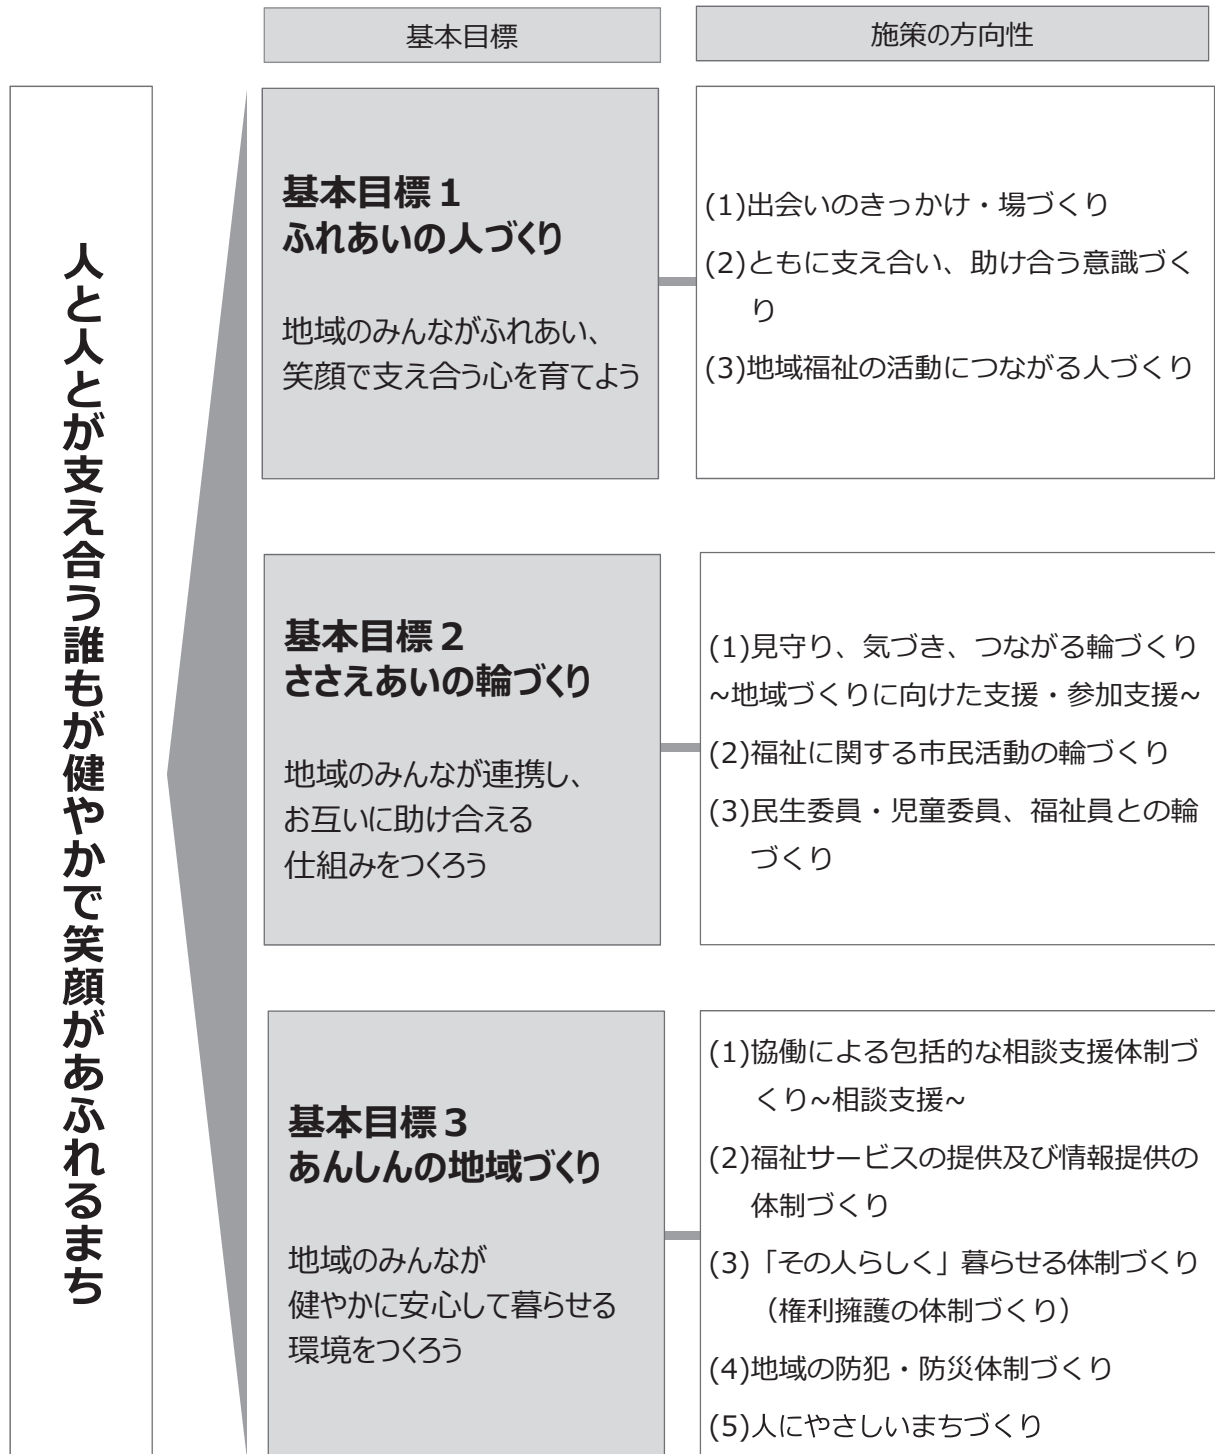 基本目標
施策の方向性
人と人とが支え合う誰もが健やかで笑顔があふれるまち
基本目標１
ふれあいの人づくり
地域のみんながふれあい、
笑顔で支え合う心を育てよう
(1)出会いのきっかけ・場づくり
(2)ともに支え合い、助け合う意識づく
り
(3)地域福祉の活動につながる人づくり
基本目標２
ささえあいの輪づくり
地域のみんなが連携し、
お互いに助け合える
仕組みをつくろう
(1)見守り、気づき、つながる輪づくり
~地域づくりに向けた支援・参加支援~
(2)福祉に関する市民活動の輪づくり
(3)民生委員・児童委員、福祉員との輪
づくり
基本目標３
あんしんの地域づくり
地域のみんなが
健やかに安心して暮らせる
環境をつくろう
(1)協働による包括的な相談支援体制づ
くり~相談支援~
(2)福祉サービスの提供及び情報提供の
体制づくり
(3)「その人らしく」暮らせる体制づくり
（権利擁護の体制づくり）
(4)地域の防犯・防災体制づくり
(5)人にやさしいまちづくり